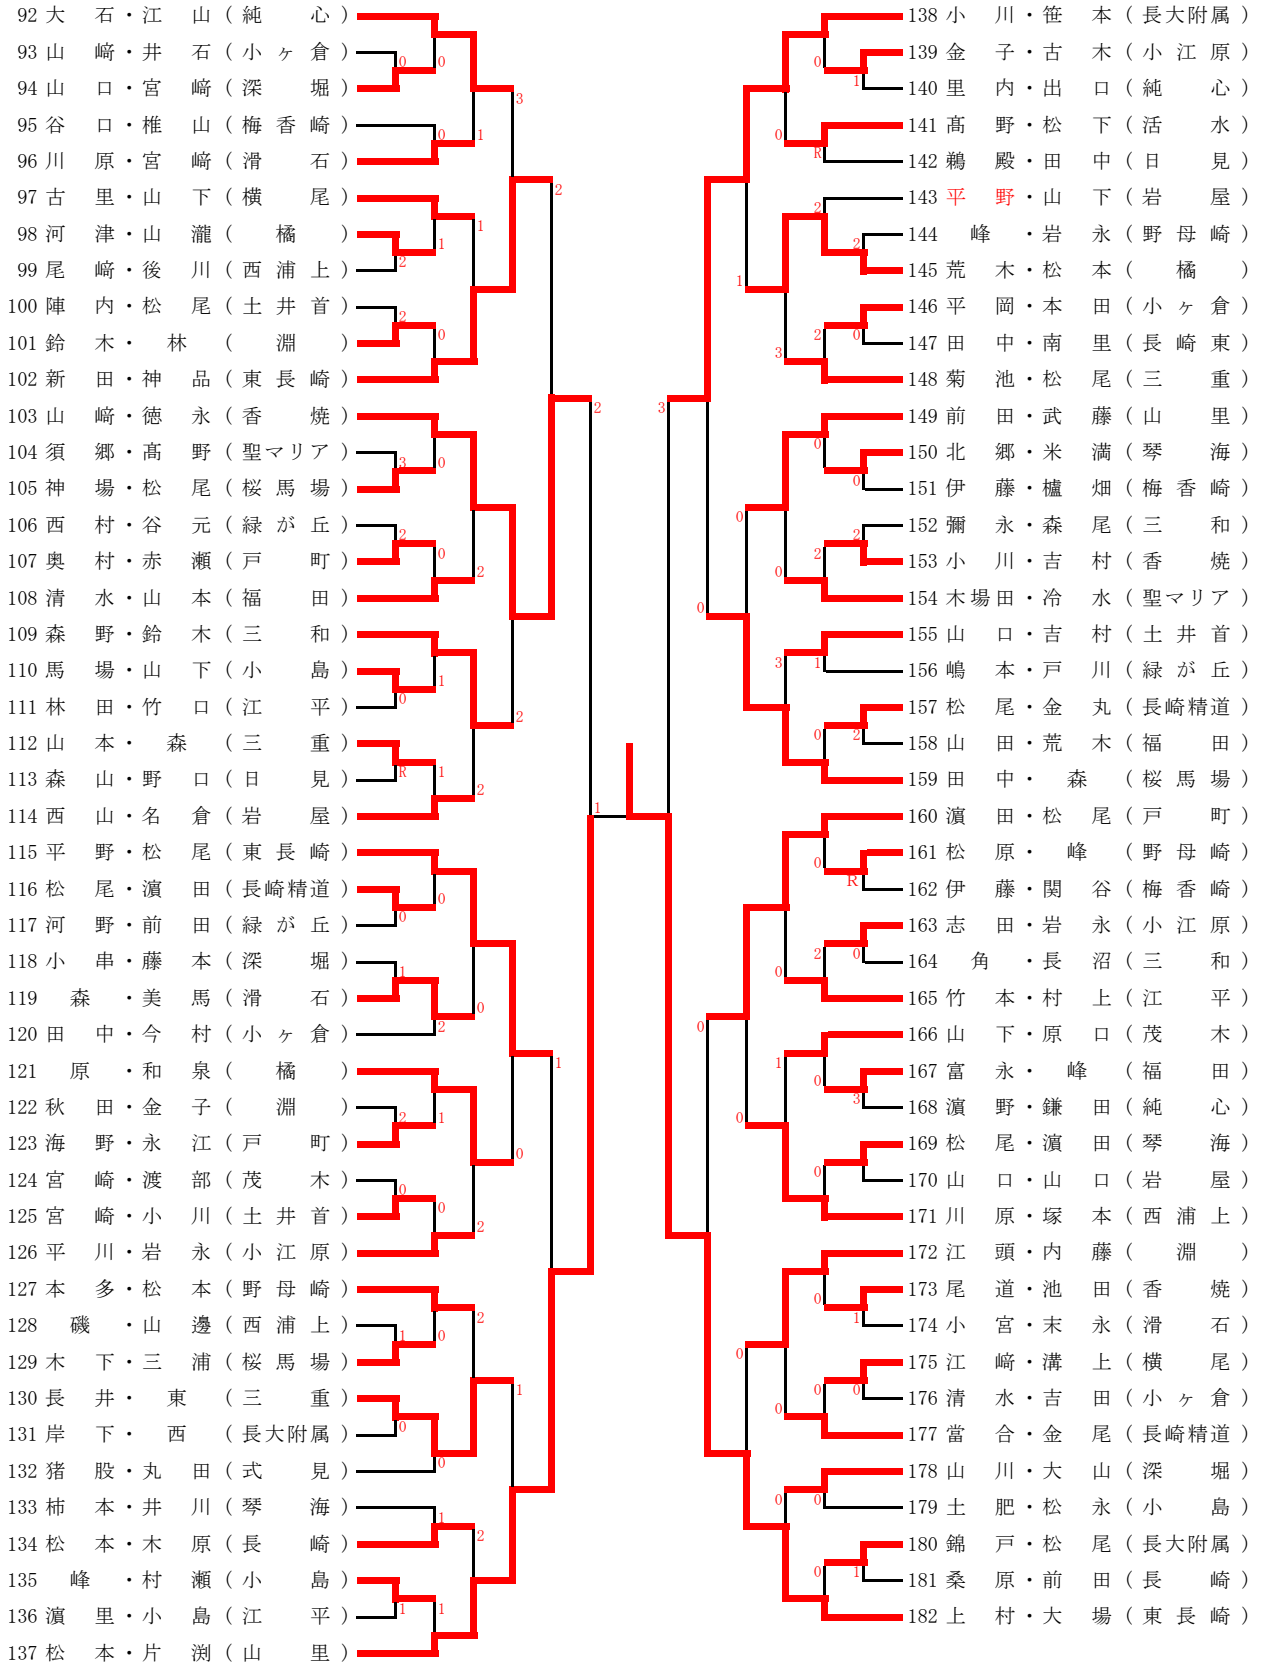 92 大石・江山（純心）
93 山﨑・井石（小ヶ倉）
94 山口・宮﨑（深堀）
95 谷口・椎山（梅香崎）
96 川原・宮﨑（滑石）
97 古里・山下（横尾）
98 河津・山瀧（橘）
99 尾﨑・後川（西浦上）
100 陣内・松尾（土井首）
101 鈴木・林（淵）
102 新田・神品（東長崎）
103 山﨑・徳永（香焼）
104 須郷・髙野（聖マリア）
105 神場・松尾（桜馬場）
106 西村・谷元（緑が丘）
107 奥村・赤瀬（戸町）
108 清水・山本（福田）
109 森野・鈴木（三和）
110 馬場・山下（小島）
111 林田・竹口（江平）
112 山本・森（三重）
113 森山・野口（日見）
114 西山・名倉（岩屋）
115 平野・松尾（東長崎）
116 松尾・濵田（長崎精道）
117 河野・前田（緑が丘）
118 小串・藤本（深堀）
119 森・美馬（滑石）
120 田中・今村（小ヶ倉）
121 原・和泉（橘）
122 秋田・金子（淵）
123 海野・永江（戸町）
124 宮崎・渡部（茂木）
125 宮崎・小川（土井首）
126 平川・岩永（小江原）
127 本多・松本（野母崎）
128 磯・山邊（西浦上）
129 木下・三浦（桜馬場）
130 長井・東（三重）
131 岸下・西（長大附属）
132 猪股・丸田（式見）
133 柿本・井川（琴海）
134 松本・木原（長崎）
135 峰・村瀬（小島）
136 濵里・小島（江平）
137 松本・片渕（山里）
138 小川・笹本（長大附属）
139 金子・古木（小江原）
140 里内・出口（純心）
141 髙野・松下（活水）
142 鵜殿・田中（日見）
143 平野・山下（岩屋）
144 峰・岩永（野母崎）
145 荒木・松本（橘）
146 平岡・本田（小ヶ倉）
147 田中・南里（長崎東）
148 菊池・松尾（三重）
149 前田・武藤（山里）
150 北郷・米満（琴海）
151 伊藤・櫨畑（梅香崎）
152 彌永・森尾（三和）
153 小川・吉村（香焼）
154 木場田・冷水（聖マリア）
155 山口・吉村（土井首）
156 嶋本・戸川（緑が丘）
157 松尾・金丸（長崎精道）
158 山田・荒木（福田）
159 田中・森（桜馬場）
160 濵田・松尾（戸町）
161 松原・峰（野母崎）
162 伊藤・関谷（梅香崎）
163 志田・岩永（小江原）
164 角・長沼（三和）
165 竹本・村上（江平）
166 山下・原口（茂木）
167 富永・峰（福田）
168 濵野・鎌田（純心）
169 松尾・濵田（琴海）
170 山口・山口（岩屋）
171 川原・塚本（西浦上）
172 江頭・内藤（淵）
173 尾道・池田（香焼）
174 小宮・末永（滑石）
175 江﨑・溝上（横尾）
176 清水・吉田（小ヶ倉）
177 當合・金尾（長崎精道）
178 山川・大山（深堀）
179 土肥・松永（小島）
180 錦戸・松尾（長大附属）
181 桑原・前田（長崎）
182 上村・大場（東長崎）